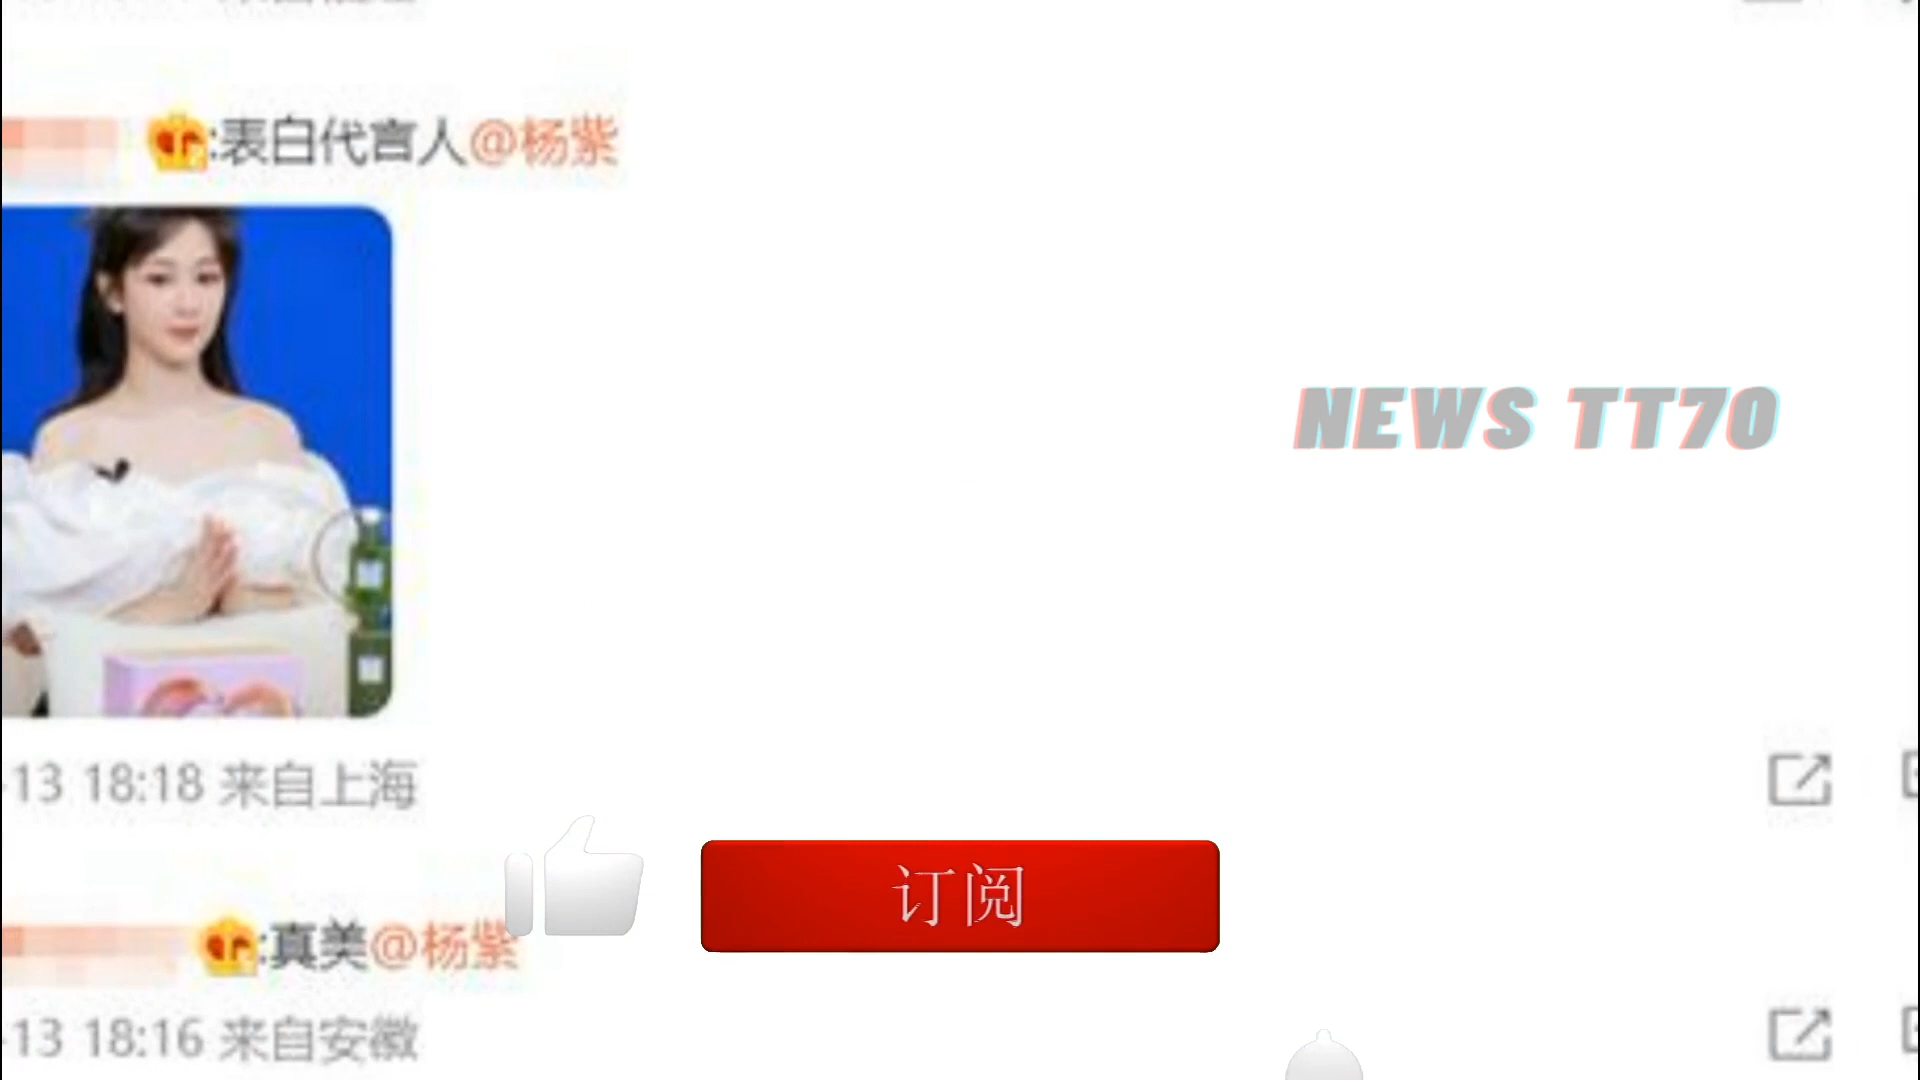 :表白代言人@杨紫
NEWS TT70
-13 18:18 来自上海
订阅
:真美@杨紫
-13 18:16 来自安徽